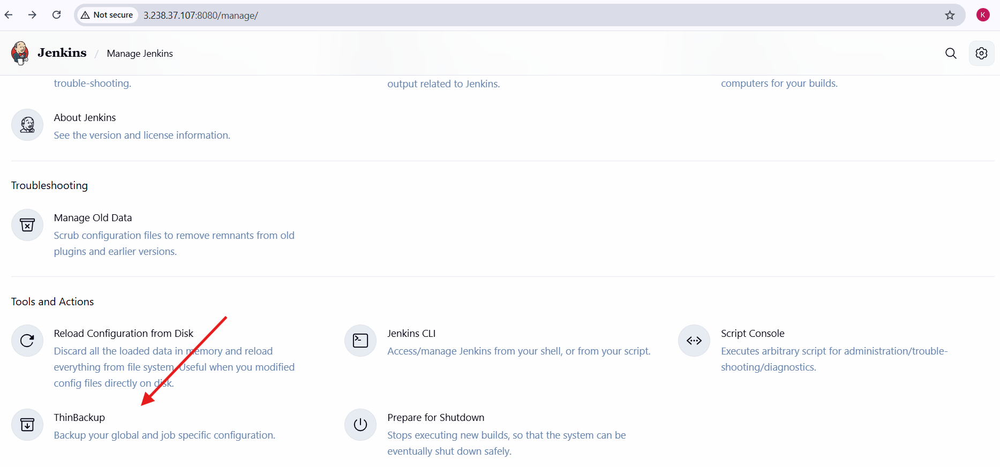 Not secure 3.238.37.107:8080/manage/
K
Jenkins / Manage Jenkins
trouble-shooting.
output related to Jenkins.
computers for your builds.
About Jenkins
See the version and license information.
Troubleshooting
Manage Old Data
Scrub configuration files to remove remnants from old
plugins and earlier versions.
Tools and Actions
Reload Configuration from Disk
Discard all the loaded data in memory and reload
everything from file system. Useful when you modified
config files directly on disk.
Jenkins CLI
Access/manage Jenkins from your shell, or from your script.
Script Console
Executes arbitrary script for administration/trouble-
shooting/diagnostics.
ThinBackup
Backup your global and job specific configuration.
Prepare for Shutdown
Stops executing new builds, so that the system can be
eventually shut down safely.